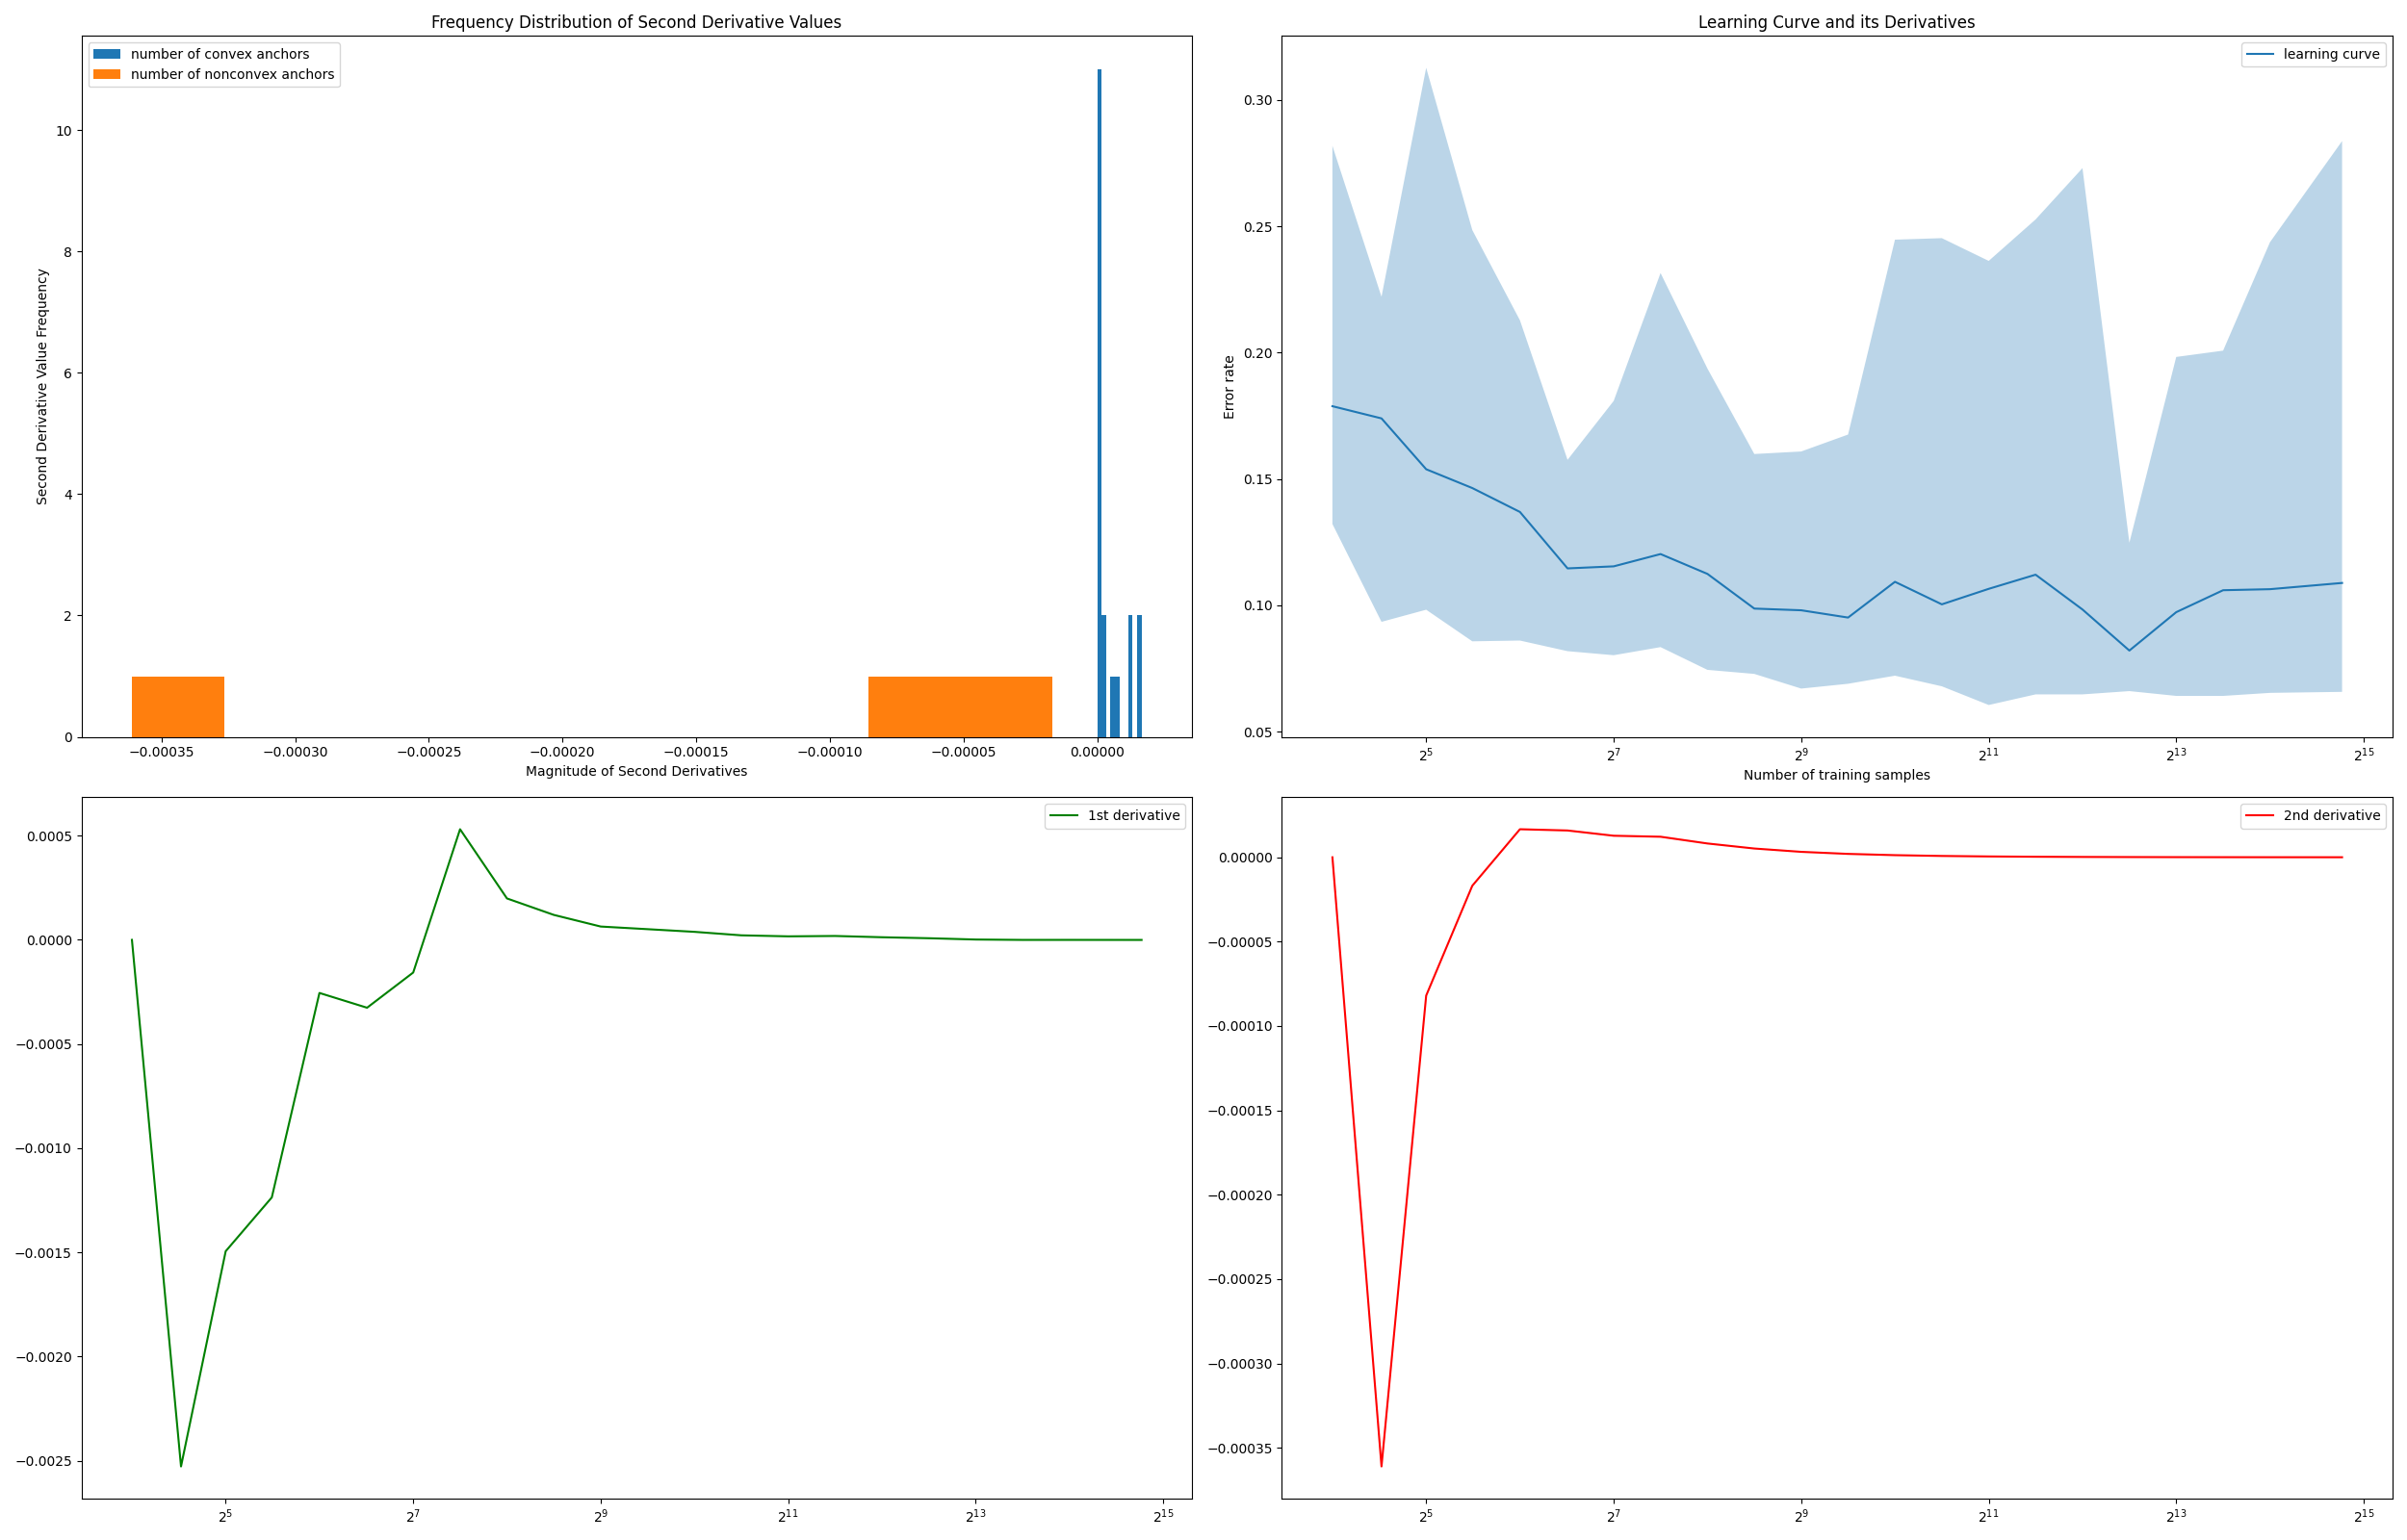 Frequency Distribution of Second Derivative Values
number of convex anchors
number of nonconvex anchors
Second Derivative Value Frequency
10
8
6
4
2
0
−0.00035 −0.00030 −0.00025 −0.00020 −0.00015 −0.00010 −0.00005 0.00000
Magnitude of Second Derivatives
Learning Curve and its Derivatives
learning curve
Error rate
0.30
0.25
0.20
0.15
0.10
0.05
2⁵ 2⁷ 2⁹ 2¹¹ 2¹³ 2¹⁵
Number of training samples
1st derivative
0.0005
0.0000
−0.0005
−0.0010
−0.0015
−0.0020
−0.0025
2⁵ 2⁷ 2⁹ 2¹¹ 2¹³ 2¹⁵
2nd derivative
0.00000
−0.00005
−0.00010
−0.00015
−0.00020
−0.00025
−0.00030
−0.00035
2⁵ 2⁷ 2⁹ 2¹¹ 2¹³ 2¹⁵